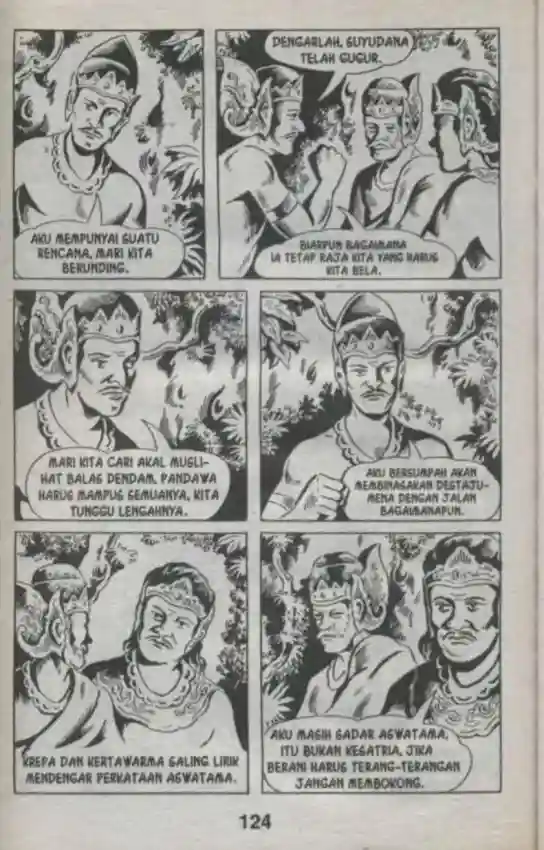 AKU MEMPUNYAI SUATU
RENCANA, MARI KITA
BERUNDING.
DENGARLAH, SUYUDANA
TELAH GUGUR.
BIARPUN BAGAIMANA
IA TETAP RAJA KITA YANG HARUS
KITA BELA.
MARI KITA CARI AKAL MUSLI-
HAT BALAS DENDAM. PANDAWA
HARUS MAMPUS SEMUANYA, KITA
TUNGGU LENGAHNYA.
AKU BERSUMPAH AKAN
MEMBINASAKAN DESTAJU-
MENA DENGAN JALAN
BAGAIMANAPUN.
KREPA DAN KERTAWARMA SALING LIRIK
MENDENGAR PERKATAAN ASWATAMA.
AKU MASIH SADAR ASWATAMA,
ITU BUKAN KESATRIA. JIKA
BERANI HARUS TERANG-TERANGAN
JANGAN MEMBOKONG.
124